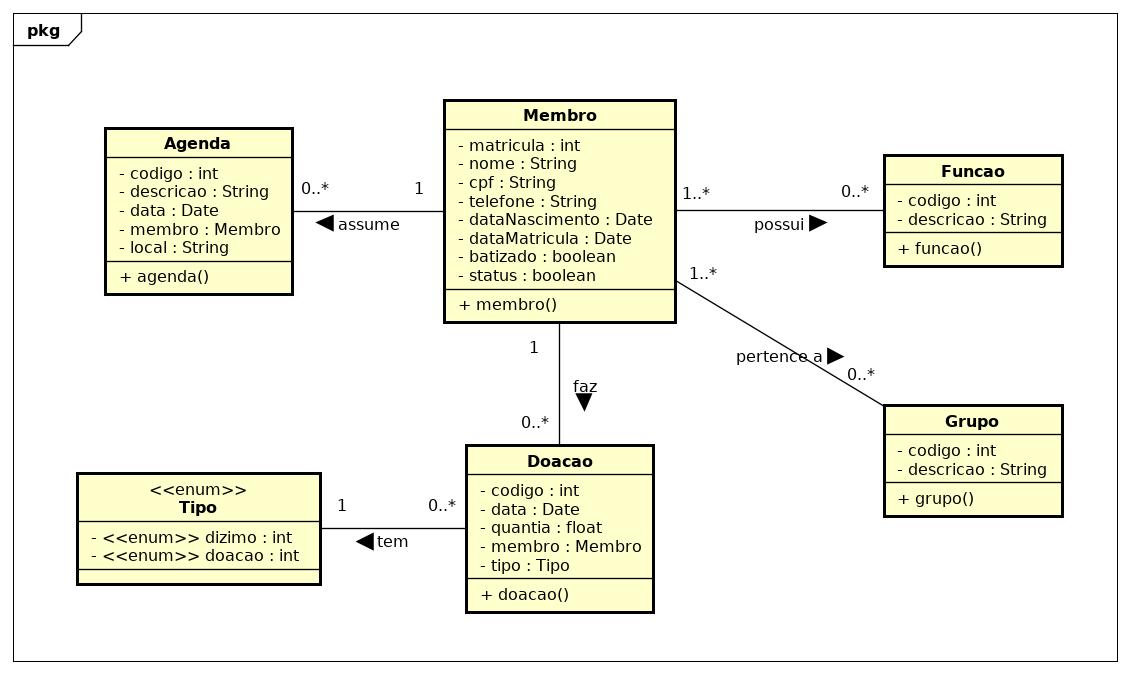 pkg
Agenda
- codigo : int
- descricao : String
- data : Date
- membro : Membro
- local : String
+ agenda()
0..*
1
assume
Membro
- matricula : int
- nome : String
- cpf : String
- telefone : String
- dataNascimento : Date
- dataMatricula : Date
- batizado : boolean
- status : boolean
+ membro()
1..*
0..*
possui
Funcao
- codigo : int
- descricao : String
+ funcao()
1..*
pertence a
0..*
Grupo
- codigo : int
- descricao : String
+ grupo()
1
faz
0..*
Doacao
- codigo : int
- data : Date
- quantia : float
- membro : Membro
- tipo : Tipo
+ doacao()
1
0..*
tem
<<enum>>
Tipo
- <<enum>> dizimo : int
- <<enum>> doacao : int